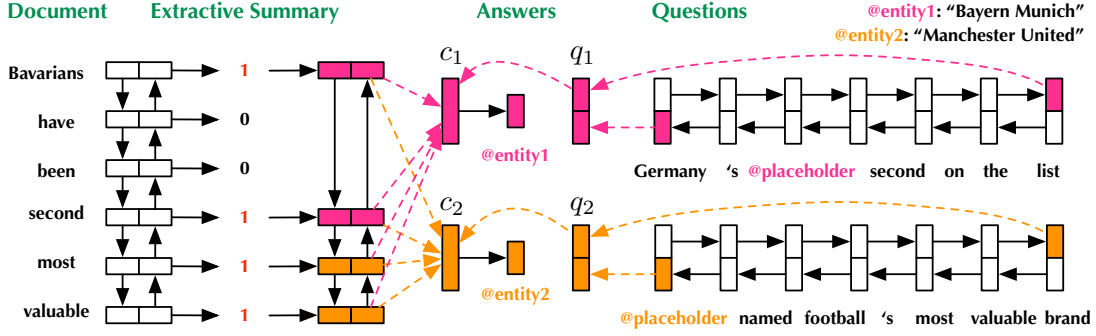 Document Extractive Summary Answers Questions
@entity1: “Bayern Munich”
@entity2: “Manchester United”
Bavarians 1
have 0
been 0
second 1
most 1
valuable 1
c1 q1
@entity1
Germany 's @placeholder second on the list
c2 q2
@entity2
@placeholder named football 's most valuable brand